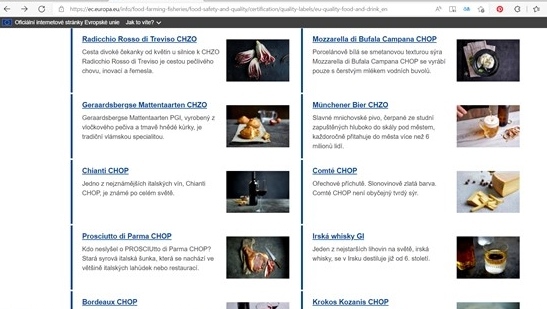 https://ec.europa.eu/info/food-farming-fisheries/food-safety-and-quality/certification/quality-labels/eu-quality-food-and-drink_en
Oficiální internetové stránky Evropské unie Jak to víte?
Radicchio Rosso di Treviso CHZO
Cesta divoké čekanky od květin u silnice k CHZO
Radicchio Rosso di Treviso je cestou pečlivého
chovu, inovací a řemesla.
Mozzarella di Bufala Campana CHOP
Porcelánově bílá se smetanovou texturou sýra
Mozzarella di Bufala Campana CHOP se vyrábí
pouze s čerstvým mlékem vodních buvolů.
Geraardsbergse Mattentaarten CHZO
Geraardsbergse Mattentaarten PGI, vyrobený z
vločkového pečiva a tmavě hnědé kůrky, je
tradiční vlámskou specialitou.
Münchener Bier CHZO
Slavné mnichovské pivo, čerpané ze studní
zapuštěných hluboko do skály pod městem,
každoročně přitahuje do města více než 6
milionů lidí.
Chianti CHOP
Jedno z nejznámějších italských vín, Chianti
CHOP, je známé po celém světě.
Comté CHOP
Ořechové příchutě. Slonovinově zlatá barva.
Comté CHOP není obyčejný tvrdý sýr.
Prosciutto di Parma CHOP
Kdo neslyšel o PROSCIUtto di Parma CHOP?
Stará syrová italská šunka, která se nachází ve
většině italských lahůdek nebo restaurací.
Irská whisky GI
Jeden z nejstarších lihovin na světě, irská
whisky, se v Irsku destiluje již od 6. století.
Bordeaux CHOP
Krokos Kozanis CHOP